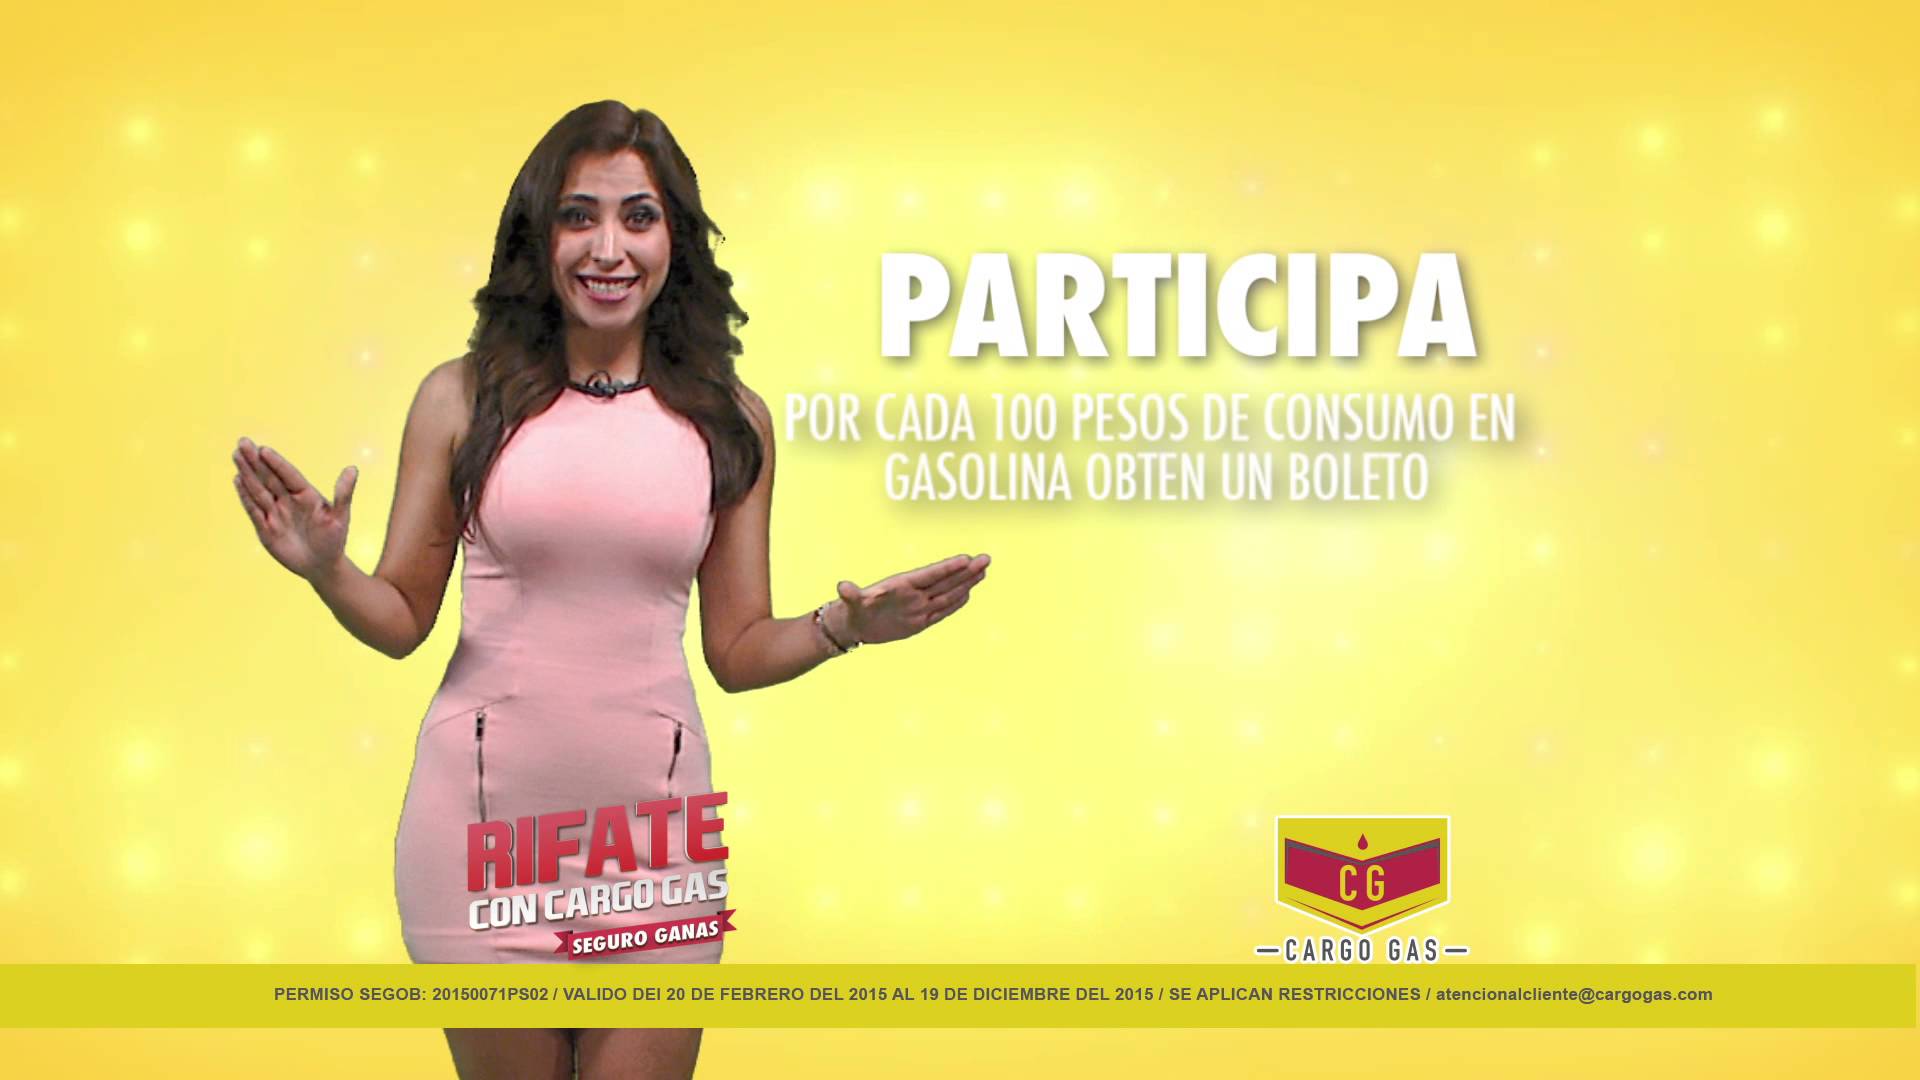 PARTICIPA
POR CADA 100 PESOS DE CONSUMO EN
GASOLINA OBTEN UN BOLETO
RIFATE
CON CARGO GAS
SEGURO GANAS
CG
CARGO GAS
PERMISO SEGOB: 20150071PS02 / VALIDO DEl 20 DE FEBRERO DEL 2015 AL 19 DE DICIEMBRE DEL 2015 / SE APLICAN RESTRICCIONES / atencionalcliente@cargogas.com